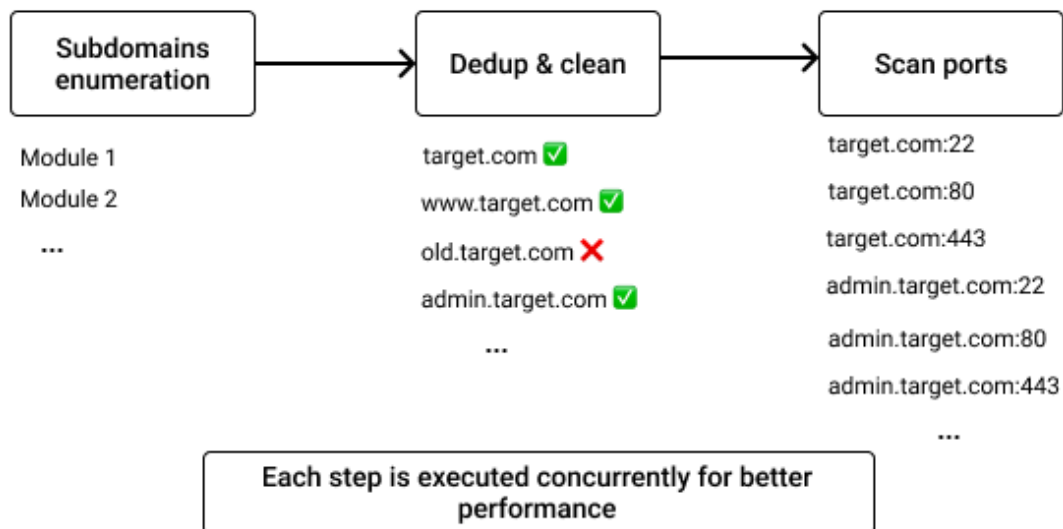 Subdomains
enumeration
Dedup & clean
Scan ports
Module 1
Module 2
...
target.com ✅
www.target.com ✅
old.target.com ❌
admin.target.com ✅
...
target.com:22
target.com:80
target.com:443
admin.target.com:22
admin.target.com:80
admin.target.com:443
...
Each step is executed concurrently for better
performance